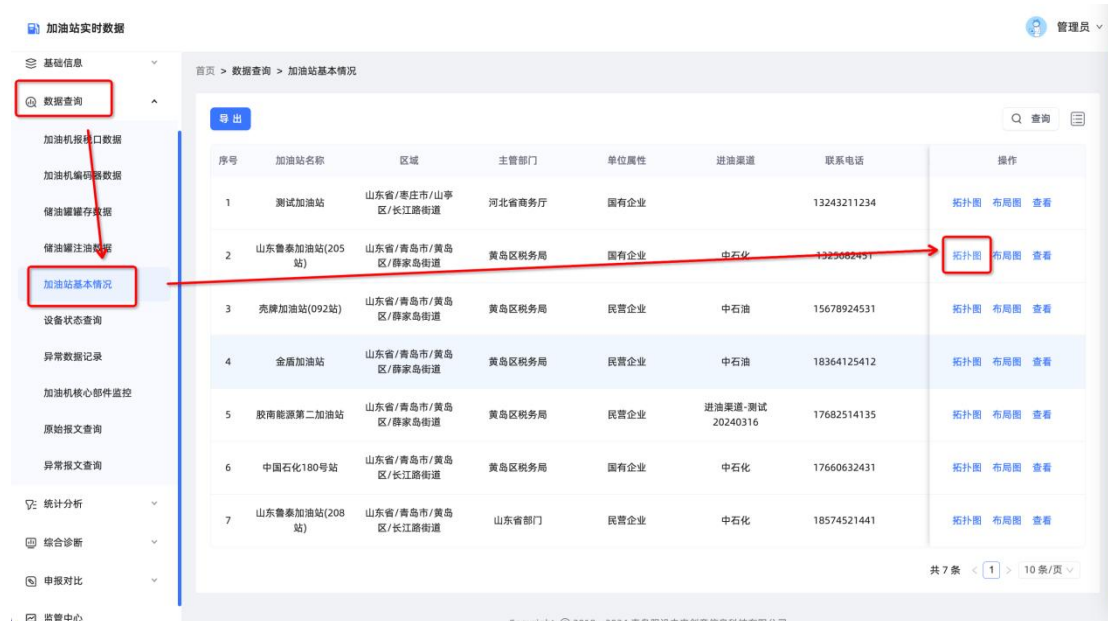 加油站实时数据
管理员
基础信息
首页 > 数据查询 > 加油站基本情况
数据查询
导出
查询
加油机报税口数据
加油机编码器数据
储油罐罐存数据
储油罐注油数据
加油站基本情况
设备状态查询
异常数据记录
加油机核心部件监控
原始报文查询
异常报文查询
统计分析
综合诊断
申报对比
监管中心
序号 加油站名称 区域 主管部门 单位属性 进油渠道 联系电话 操作
1 测试加油站 山东省/枣庄市/山亭
区/长江路街道 河北省商务厅 国有企业 13243211234 拓扑图 布局图 查看
2 山东鲁泰加油站(205
站) 山东省/青岛市/黄岛
区/薛家岛街道 黄岛区税务局 国有企业 中石化 1325682451 拓扑图 布局图 查看
3 壳牌加油站(092站) 山东省/青岛市/黄岛
区/薛家岛街道 黄岛区税务局 民营企业 中石油 15678924531 拓扑图 布局图 查看
4 金盾加油站 山东省/青岛市/黄岛
区/薛家岛街道 黄岛区税务局 民营企业 中石油 18364125412 拓扑图 布局图 查看
5 胶南能源第二加油站 山东省/青岛市/黄岛
区/薛家岛街道 黄岛区税务局 民营企业 进油渠道-测试
20240316 17682514135 拓扑图 布局图 查看
6 中国石化180号站 山东省/青岛市/黄岛
区/长江路街道 黄岛区税务局 国有企业 中石化 17660632431 拓扑图 布局图 查看
7 山东鲁泰加油站(208
站) 山东省/青岛市/黄岛
区/长江路街道 山东省部门 民营企业 中石化 18574521441 拓扑图 布局图 查看
共 7 条 < 1 > 10 条/页